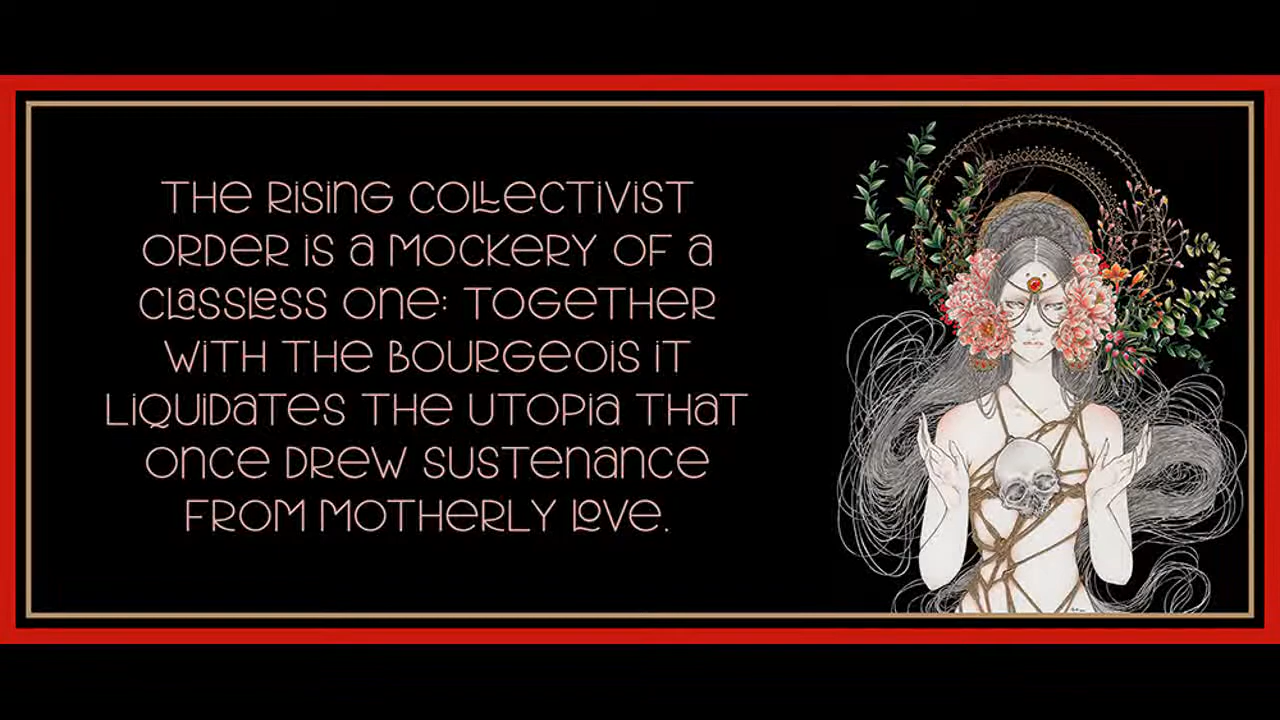 THE RISING COLLECTIVIST
ORDER IS A MOCKERY OF A
CLASSLESS ONE: TOGETHER
WITH THE BOURGEOIS IT
LIQUIDATES THE UTOPIA THAT
ONCE DREW SUSTENANCE
FROM MOTHERLY LOVE.